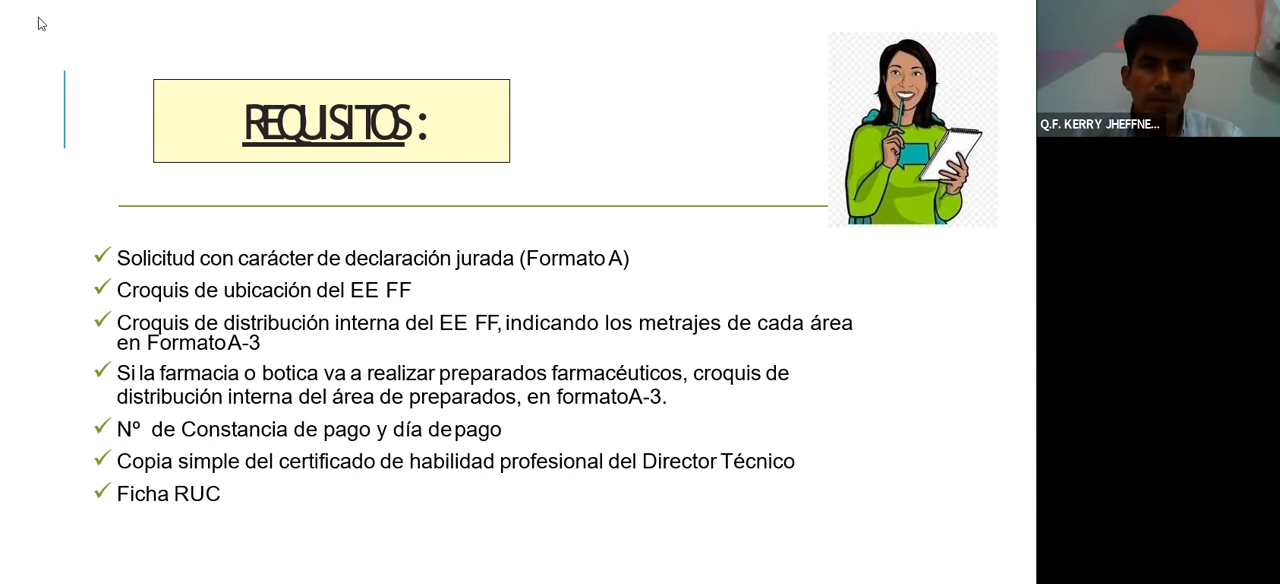 REQUISITOS:
Q.F. KERRY JHEFFNE...
Solicitud con carácter de declaración jurada (Formato A)
Croquis de ubicación del EE FF
Croquis de distribución interna del EE FF, indicando los metrajes de cada área
en Formato A-3
Si la farmacia o botica va a realizar preparados farmacéuticos, croquis de
distribución interna del área de preparados, en formatoA-3.
Nº de Constancia de pago y día de pago
Copia simple del certificado de habilidad profesional del Director Técnico
Ficha RUC